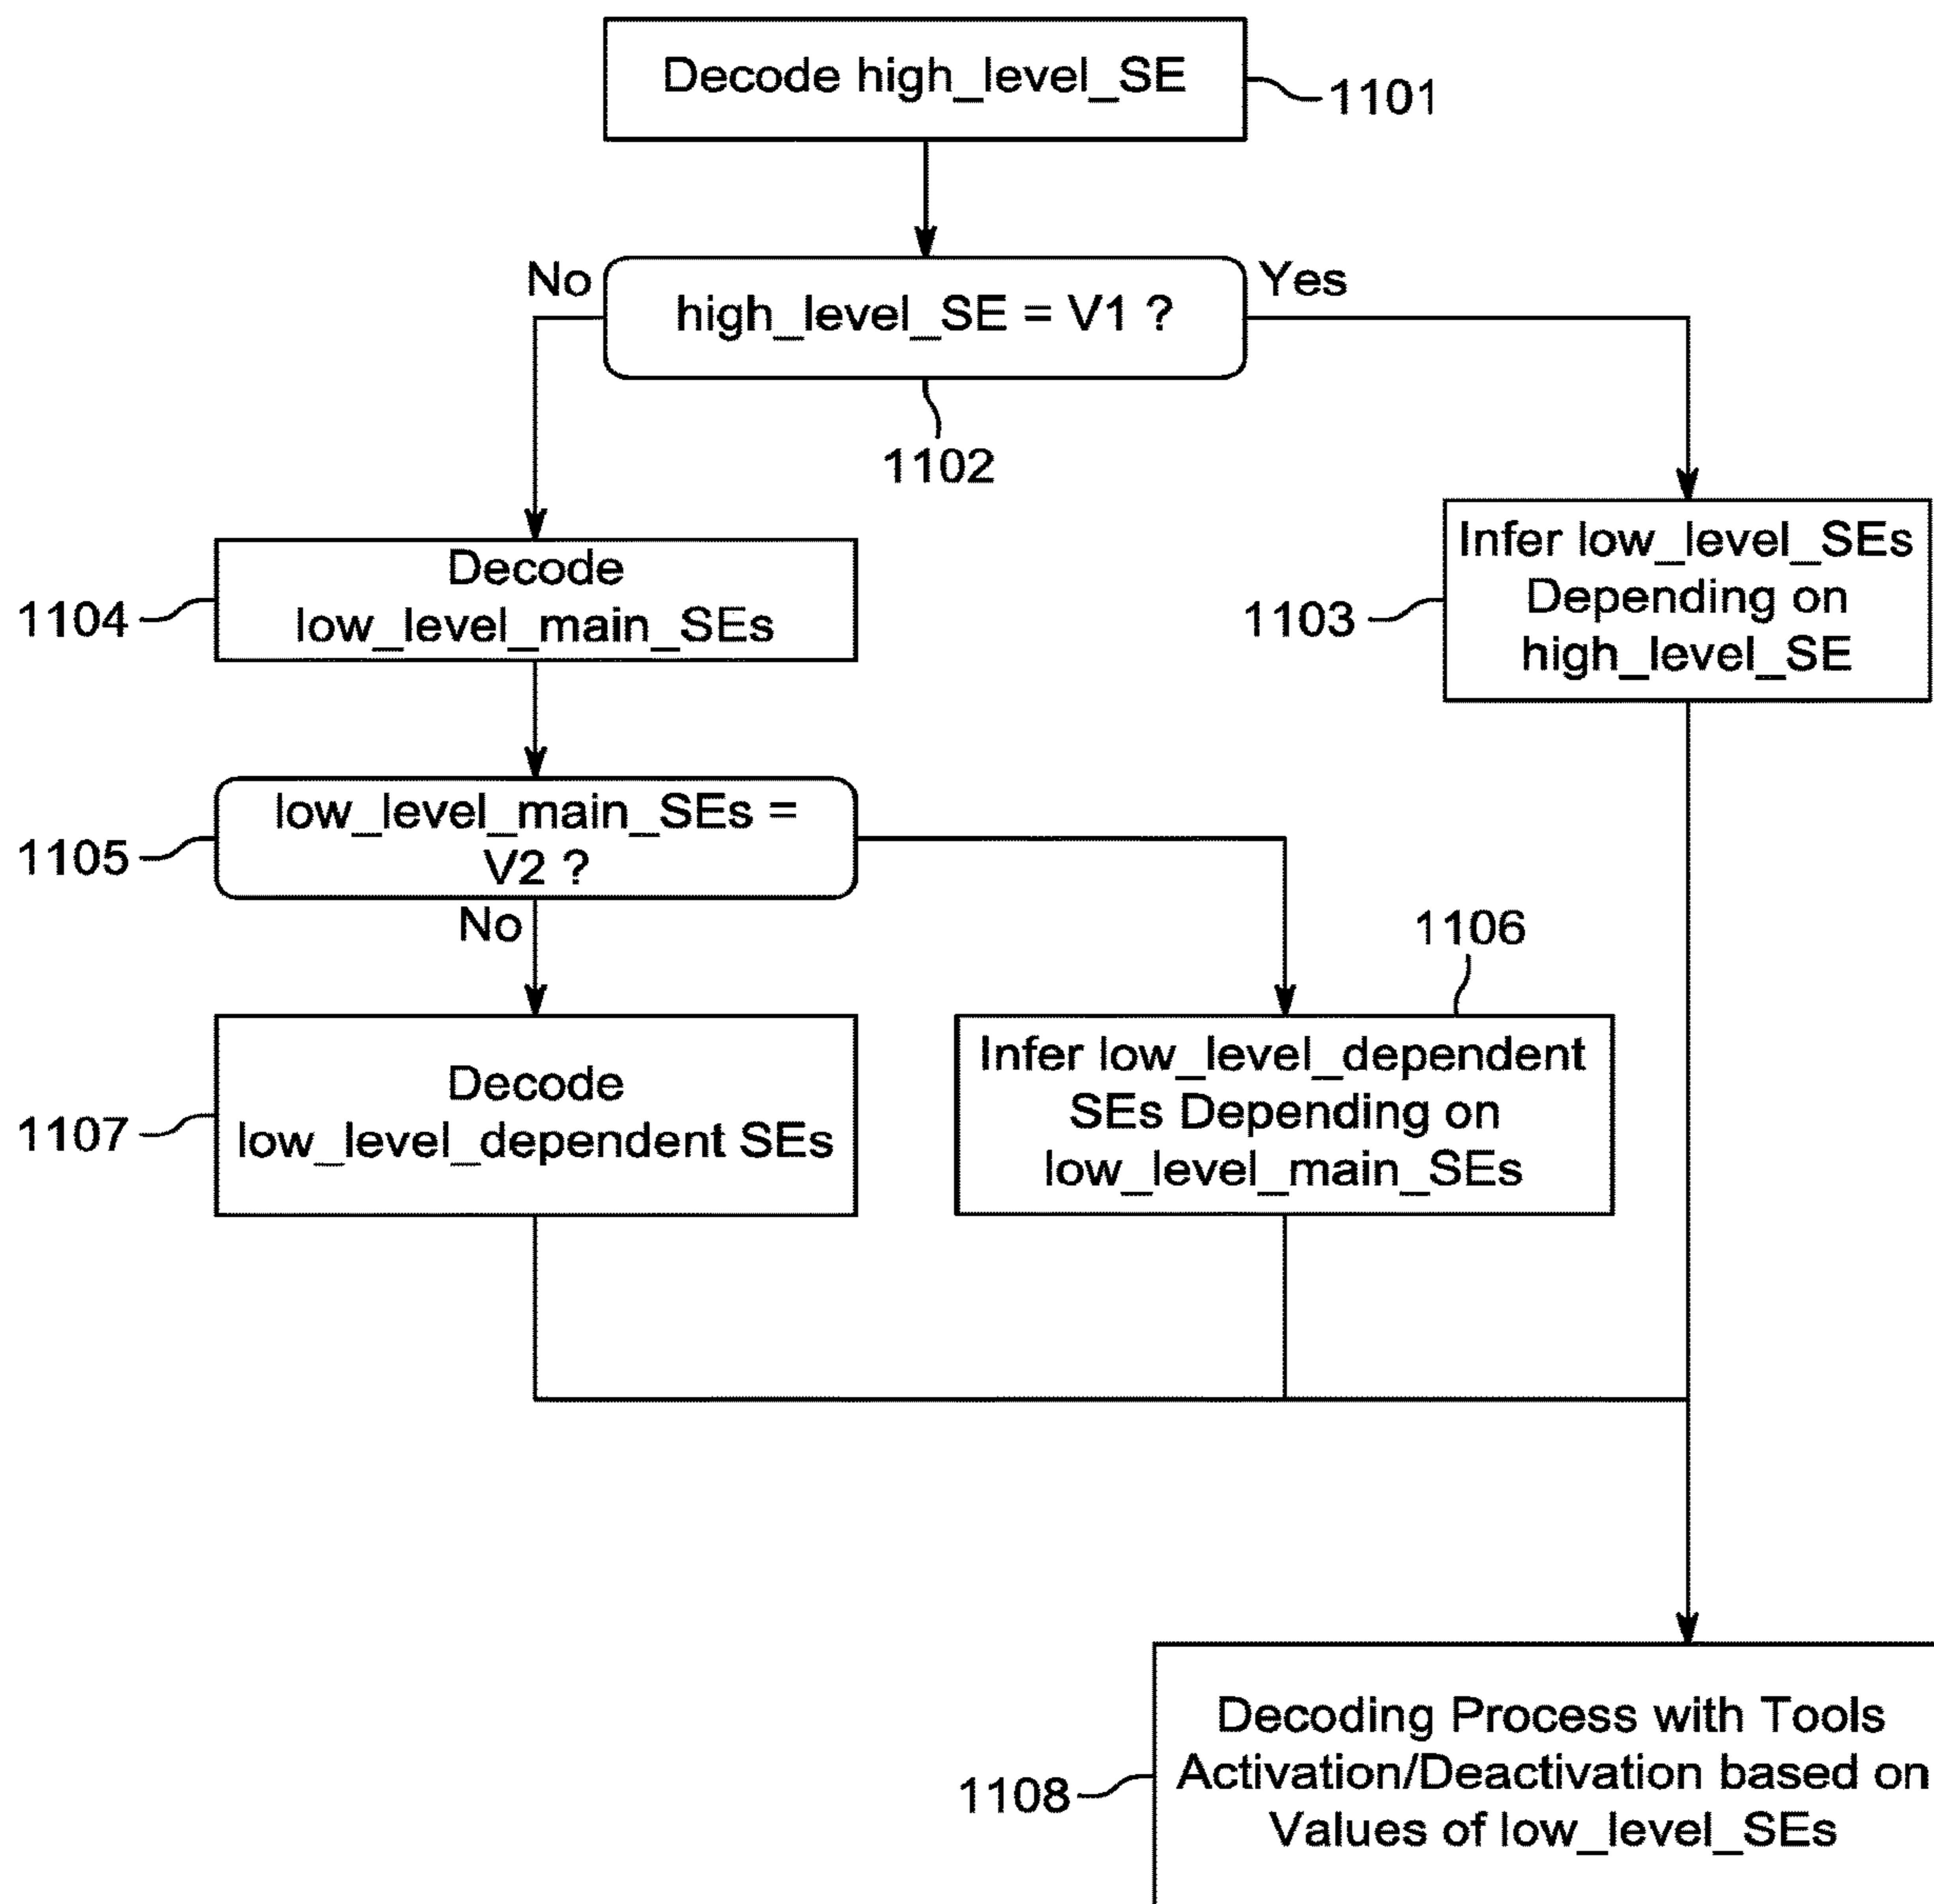 Decode high_level_SE
1101
No
high_level_SE = V1 ?
Yes
1102
Decode
low_level_main_SEs
1104
Infer low_level_SEs
Depending on
high_level_SE
1103
low_level_main_SEs =
V2 ?
1105
No
1106
Decode
low_level_dependent SEs
1107
Infer low_level_dependent
SEs Depending on
low_level_main_SEs
Decoding Process with Tools
Activation/Deactivation based on
Values of low_level_SEs
1108